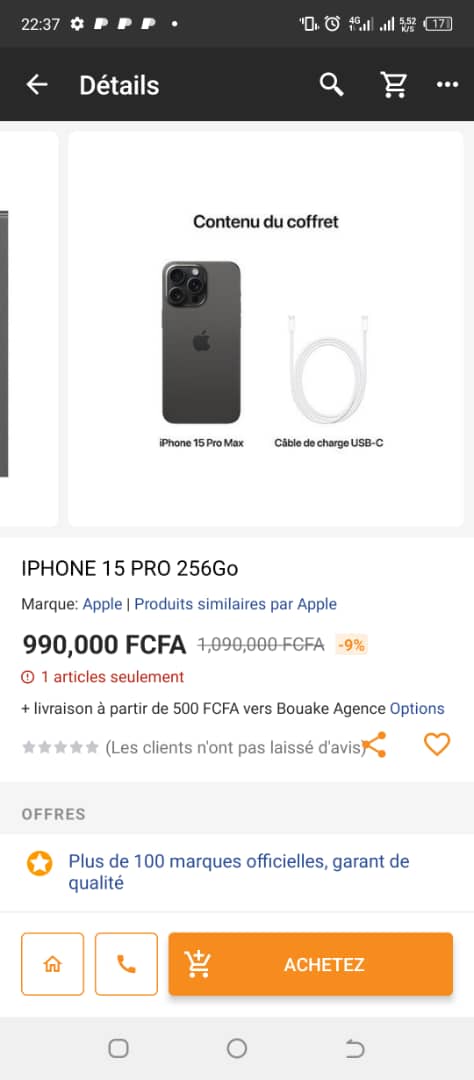 22:37
4G
5,52
K/S
17
Détails
Contenu du coffret
iPhone 15 Pro Max
Câble de charge USB-C
IPHONE 15 PRO 256Go
Marque: Apple | Produits similaires par Apple
990,000 FCFA 1,090,000 FCFA -9%
1 articles seulement
+ livraison à partir de 500 FCFA vers Bouake Agence Options
(Les clients n'ont pas laissé d'avis)
OFFRES
Plus de 100 marques officielles, garant de
qualité
ACHETEZ